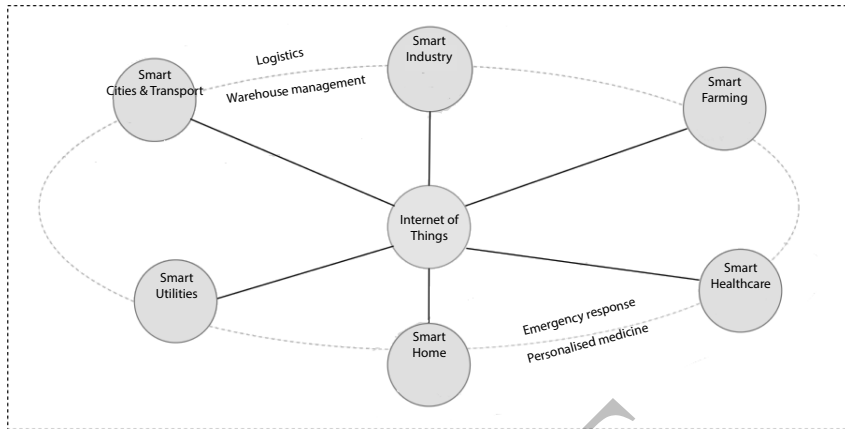 Smart
Industry
Logistics
Warehouse management
Smart
Cities & Transport
Smart
Farming
Internet of
Things
Smart
Utilities
Smart
Healthcare
Smart
Home
Emergency response
Personalised medicine